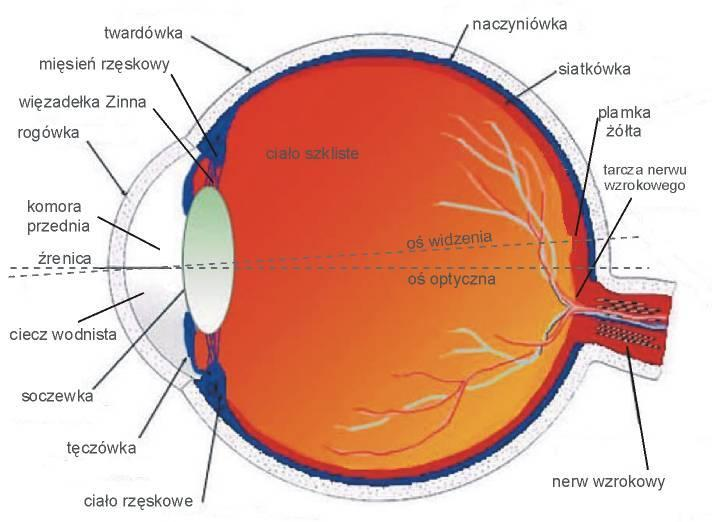 naczyniówka
twardówka
mięsień rzęskowy
siatkówka
więzadełka Zinna
plamka
żółta
rogówka
ciało szkliste
tarcza nerwu
wzrokowego
komora
przednia
oś widzenia
źrenica
oś optyczna
ciecz wodnista
soczewka
tęczówka
nerw wzrokowy
ciało rzęskowe